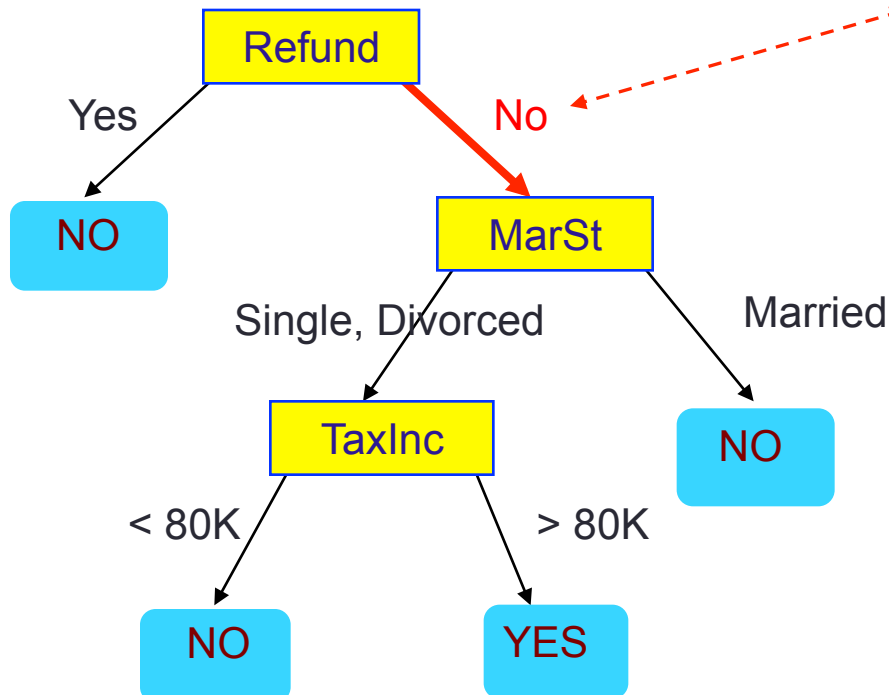 Refund
Yes
No
NO
MarSt
Single, Divorced
Married
TaxInc
NO
< 80K
> 80K
NO
YES